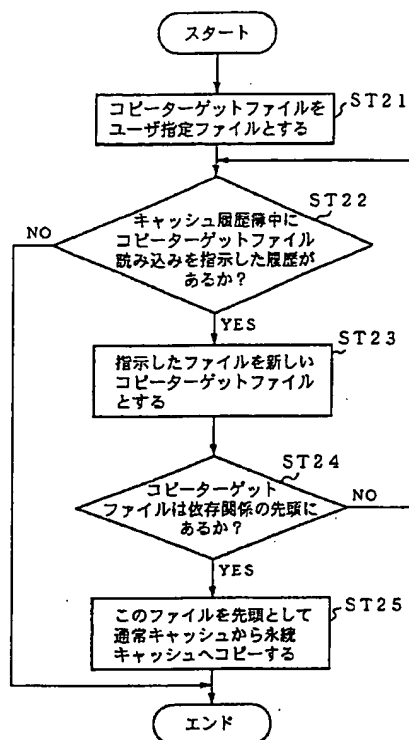 スタート
コピーターゲットファイルを
ユーザ指定ファイルとする
ST21
ST22
キャッシュ履歴簿中に
コピーターゲットファイル
読み込みを指示した履歴が
あるか?
NO
YES
ST23
指示したファイルを新しい
コピーターゲットファイル
とする
ST24
コピーターゲット
ファイルは依存関係の先頭に
あるか?
NO
YES
ST25
このファイルを先頭として
通常キャッシュから永続
キャッシュへコピーする
エンド